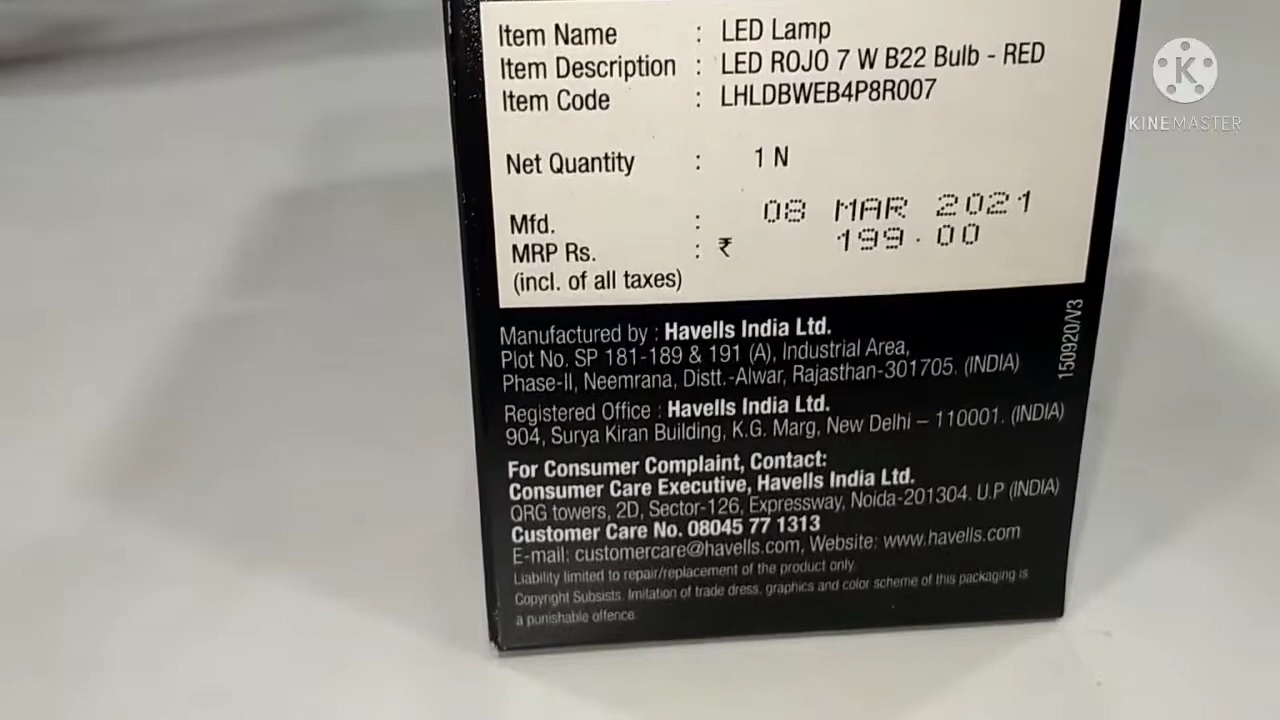 Item Name : LED Lamp
Item Description : LED ROJO 7 W B22 Bulb - RED
Item Code : LHLDBWEB4P8R007
Net Quantity : 1 N
Mfd. : 08 MAR 2021
MRP Rs. : ₹ 199.00
(incl. of all taxes)
Manufactured by : Havells India Ltd.
Plot No. SP 181-189 & 191 (A), Industrial Area,
Phase-II, Neemrana, Distt.-Alwar, Rajasthan-301705. (INDIA)
Registered Office : Havells India Ltd.
904, Surya Kiran Building, K.G. Marg, New Delhi – 110001. (INDIA)
For Consumer Complaint, Contact:
Consumer Care Executive, Havells India Ltd.
QRG towers, 2D, Sector-126, Expressway, Noida-201304. U.P (INDIA)
Customer Care No. 08045 77 1313
E-mail: customercare@havells.com, Website: www.havells.com
Liability limited to repair/replacement of the product only.
Copyright Subsists. Imitation of trade dress, graphics and color scheme of this packaging is
a punishable offence.
150920/V3
K
KINEMASTER